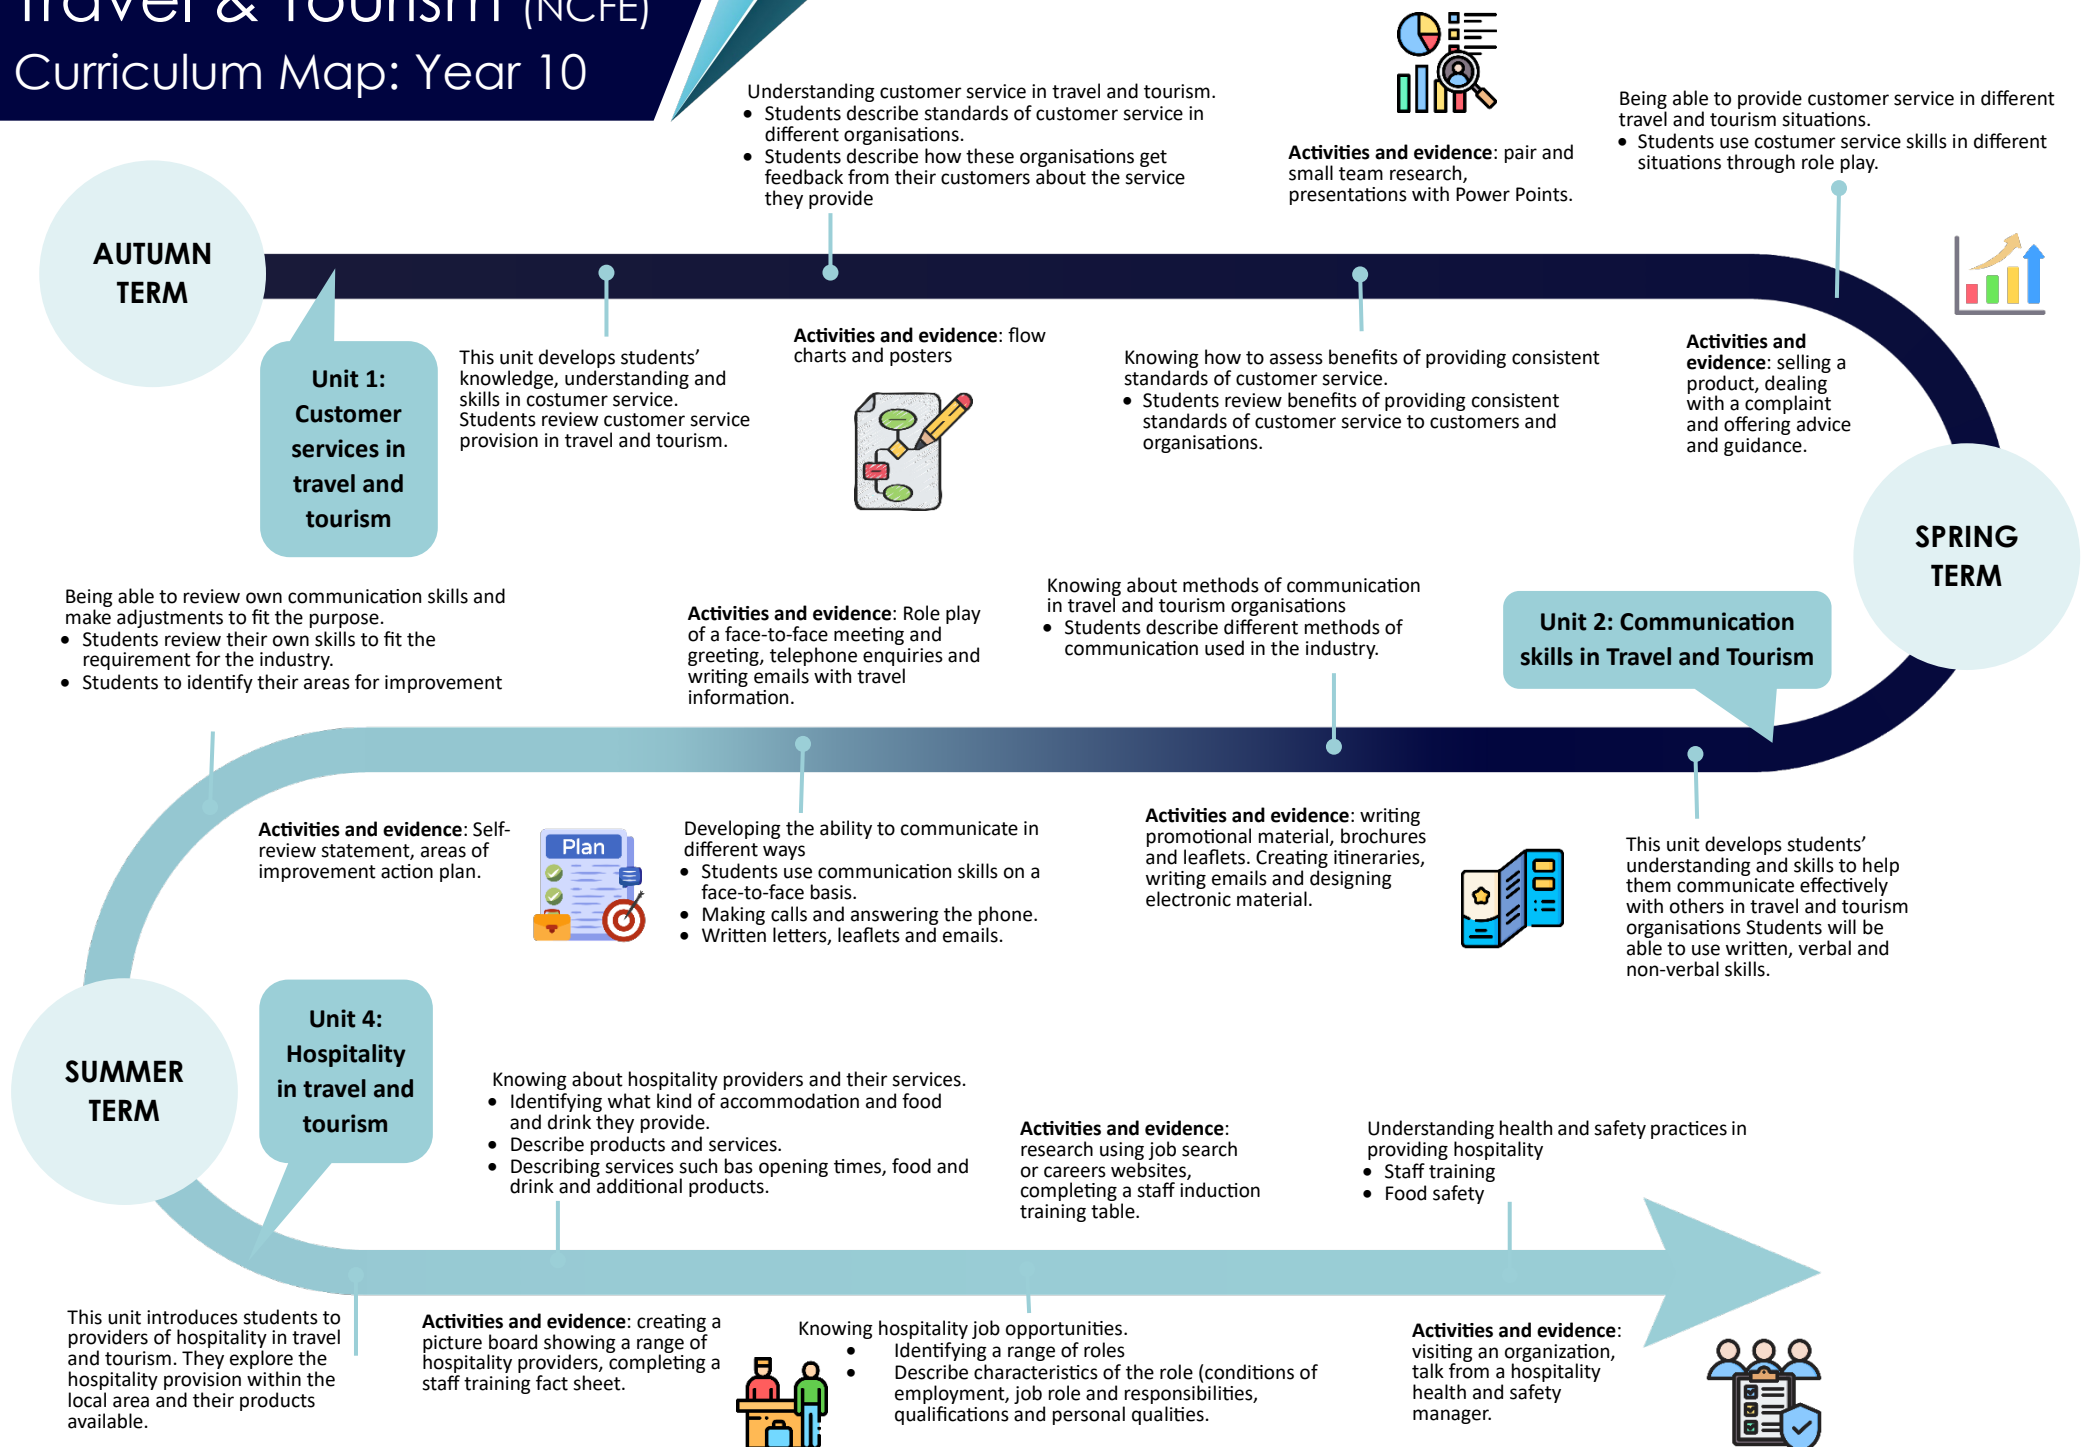 Travel & Tourism (NCFE)
Curriculum Map: Year 10
Understanding customer service in travel and tourism.
• Students describe standards of customer service in
different organisations.
• Students describe how these organisations get
feedback from their customers about the service
they provide
Activities and evidence: pair and
small team research,
presentations with Power Points.
Being able to provide customer service in different
travel and tourism situations.
• Students use costumer service skills in different
situations through role play.
AUTUMN
TERM
Unit 1:
Customer
services in
travel and
tourism
This unit develops students’
knowledge, understanding and
skills in costumer service.
Students review customer service
provision in travel and tourism.
Activities and evidence: flow
charts and posters
Knowing how to assess benefits of providing consistent
standards of customer service.
• Students review benefits of providing consistent
standards of customer service to customers and
organisations.
Activities and
evidence: selling a
product, dealing
with a complaint
and offering advice
and guidance.
SPRING
TERM
Unit 2: Communication
skills in Travel and Tourism
Knowing about methods of communication
in travel and tourism organisations
• Students describe different methods of
communication used in the industry.
Activities and evidence: Role play
of a face-to-face meeting and
greeting, telephone enquiries and
writing emails with travel
information.
Being able to review own communication skills and
make adjustments to fit the purpose.
• Students review their own skills to fit the
requirement for the industry.
• Students to identify their areas for improvement
This unit develops students’
understanding and skills to help
them communicate effectively
with others in travel and tourism
organisations Students will be
able to use written, verbal and
non-verbal skills.
Activities and evidence: writing
promotional material, brochures
and leaflets. Creating itineraries,
writing emails and designing
electronic material.
Developing the ability to communicate in
different ways
• Students use communication skills on a
face-to-face basis.
• Making calls and answering the phone.
• Written letters, leaflets and emails.
Plan
Activities and evidence: Self-
review statement, areas of
improvement action plan.
SUMMER
TERM
Unit 4:
Hospitality
in travel and
tourism
Knowing about hospitality providers and their services.
• Identifying what kind of accommodation and food
and drink they provide.
• Describe products and services.
• Describing services such bas opening times, food and
drink and additional products.
Activities and evidence:
research using job search
or careers websites,
completing a staff induction
training table.
Understanding health and safety practices in
providing hospitality
• Staff training
• Food safety
This unit introduces students to
providers of hospitality in travel
and tourism. They explore the
hospitality provision within the
local area and their products
available.
Activities and evidence: creating a
picture board showing a range of
hospitality providers, completing a
staff training fact sheet.
Knowing hospitality job opportunities.
• Identifying a range of roles
• Describe characteristics of the role (conditions of
employment, job role and responsibilities,
qualifications and personal qualities.
Activities and evidence:
visiting an organization,
talk from a hospitality
health and safety
manager.